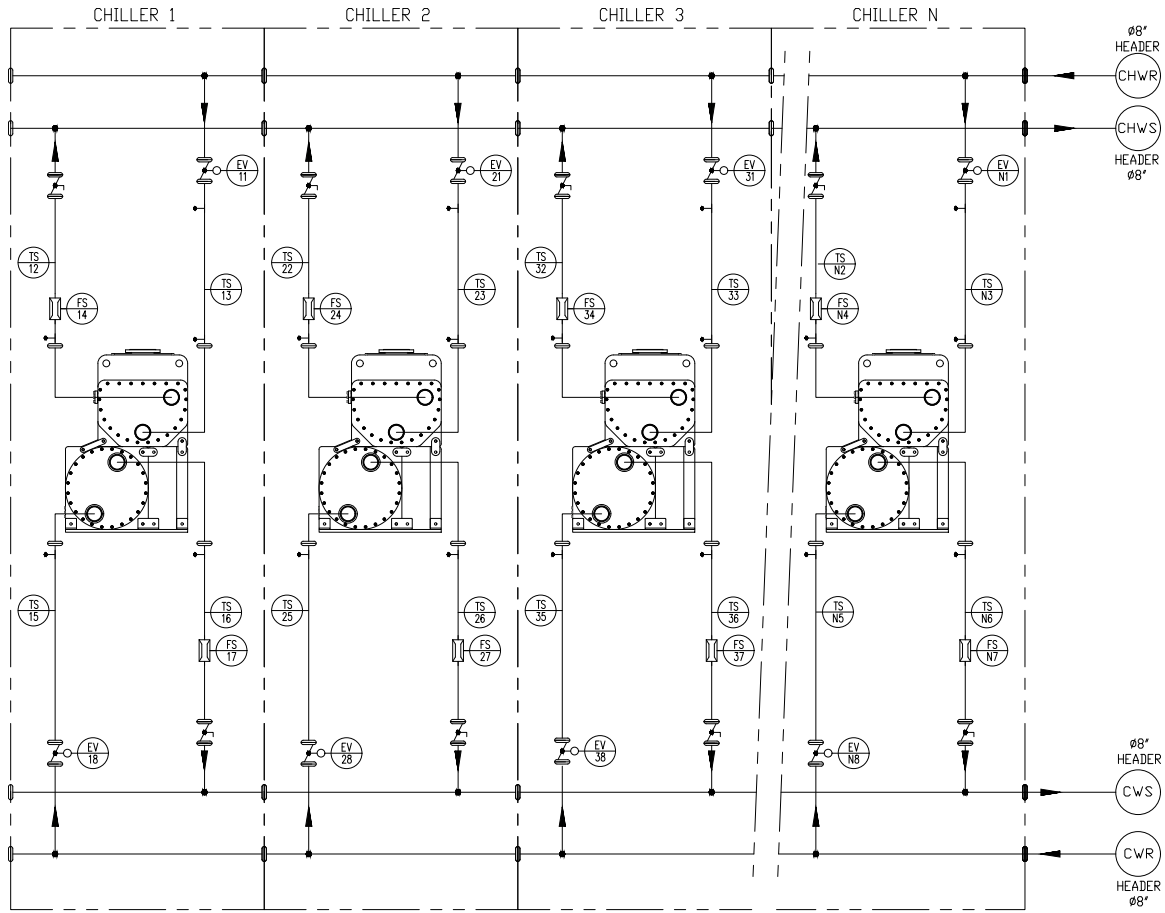 CHILLER 1
CHILLER 2
CHILLER 3
CHILLER N
ø8"
HEADER
CHWR
CHWS
HEADER
ø8"
EV
11
EV
21
EV
31
EV
N1
TS
12
TS
22
TS
32
TS
N2
TS
13
TS
23
TS
33
TS
N3
FS
14
FS
24
FS
34
FS
N4
TS
15
TS
16
TS
25
TS
26
TS
35
TS
36
TS
N5
TS
N6
FS
17
FS
27
FS
37
FS
N7
EV
18
EV
28
EV
38
EV
N8
ø8"
HEADER
CWS
CWR
HEADER
ø8"